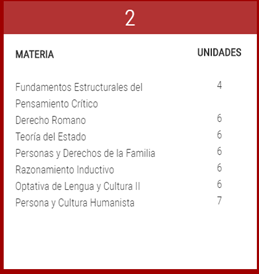 2
MATERIA UNIDADES
Fundamentos Estructurales del 4
Pensamiento Crítico
Derecho Romano 6
Teoría del Estado 6
Personas y Derechos de la Familia 6
Razonamiento Inductivo 6
Optativa de Lengua y Cultura II 6
Persona y Cultura Humanista 7